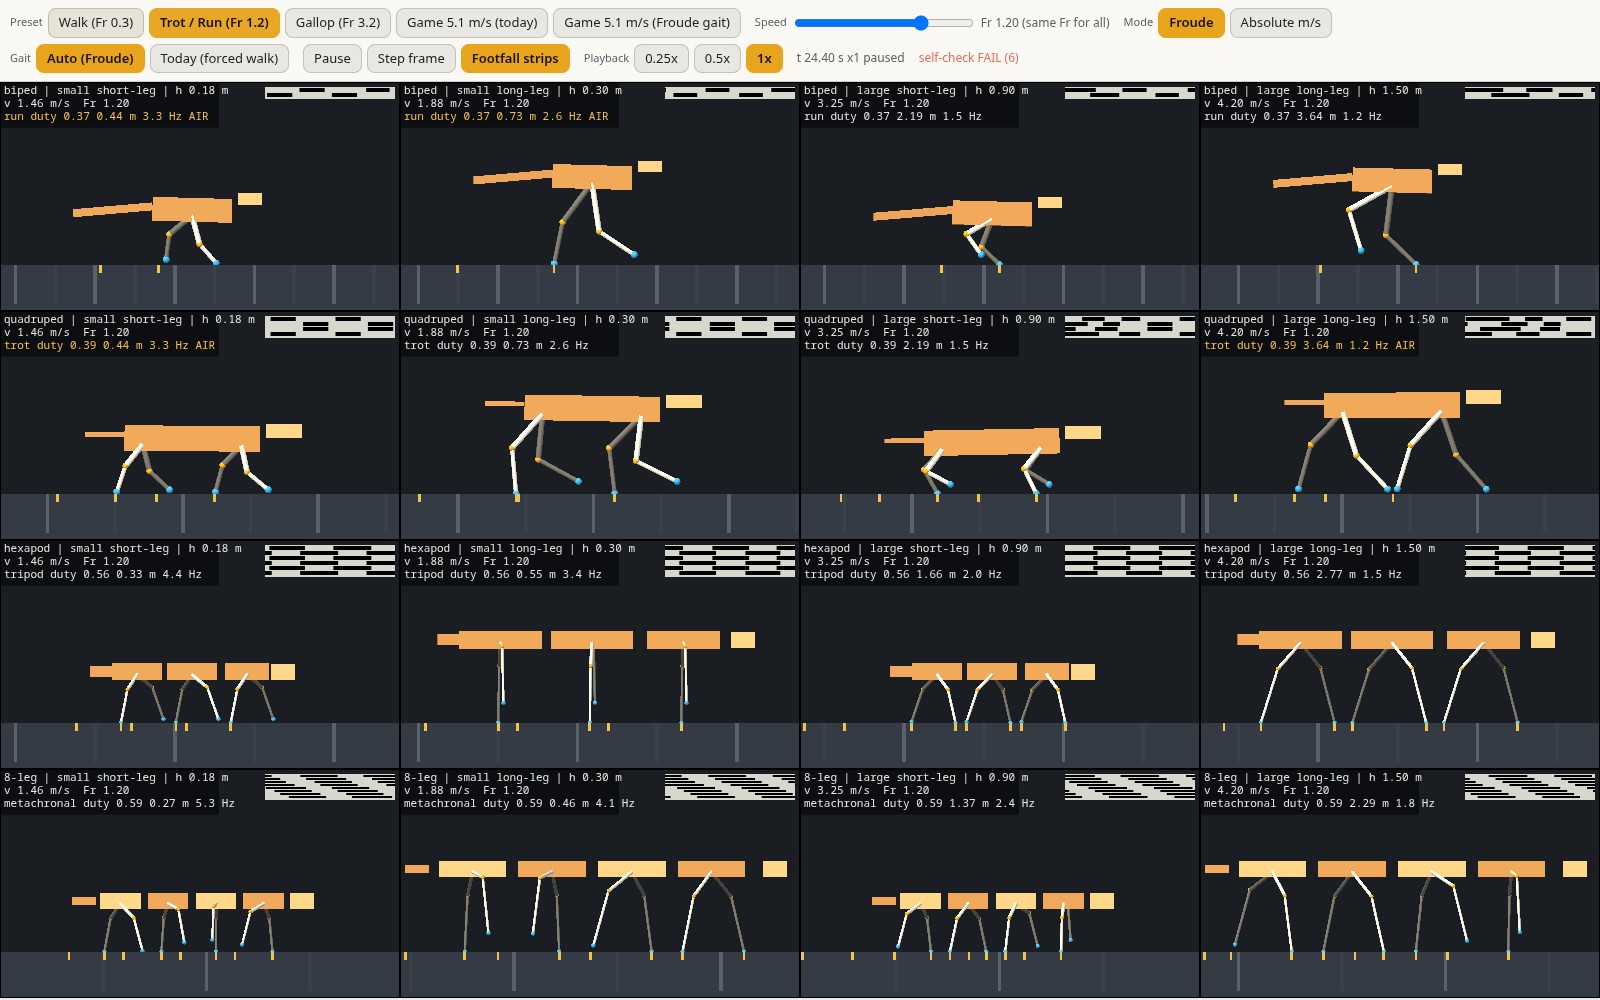 Preset Walk (Fr 0.3) Trot / Run (Fr 1.2) Gallop (Fr 3.2) Game 5.1 m/s (today) Game 5.1 m/s (Froude gait) Speed Fr 1.20 (same Fr for all) Mode Froude Absolute m/s
Gait Auto (Froude) Today (forced walk) Pause Step frame Footfall strips Playback 0.25x 0.5x 1x t 24.40 s x1 paused self-check FAIL (6)
biped | small short-leg | h 0.18 m
v 1.46 m/s Fr 1.20
run duty 0.37 0.44 m 3.3 Hz AIR
biped | small long-leg | h 0.30 m
v 1.88 m/s Fr 1.20
run duty 0.37 0.73 m 2.6 Hz AIR
biped | large short-leg | h 0.90 m
v 3.25 m/s Fr 1.20
run duty 0.37 2.19 m 1.5 Hz
biped | large long-leg | h 1.50 m
v 4.20 m/s Fr 1.20
run duty 0.37 3.64 m 1.2 Hz
quadruped | small short-leg | h 0.18 m
v 1.46 m/s Fr 1.20
trot duty 0.39 0.44 m 3.3 Hz AIR
quadruped | small long-leg | h 0.30 m
v 1.88 m/s Fr 1.20
trot duty 0.39 0.73 m 2.6 Hz
quadruped | large short-leg | h 0.90 m
v 3.25 m/s Fr 1.20
trot duty 0.39 2.19 m 1.5 Hz
quadruped | large long-leg | h 1.50 m
v 4.20 m/s Fr 1.20
trot duty 0.39 3.64 m 1.2 Hz AIR
hexapod | small short-leg | h 0.18 m
v 1.46 m/s Fr 1.20
tripod duty 0.56 0.33 m 4.4 Hz
hexapod | small long-leg | h 0.30 m
v 1.88 m/s Fr 1.20
tripod duty 0.56 0.55 m 3.4 Hz
hexapod | large short-leg | h 0.90 m
v 3.25 m/s Fr 1.20
tripod duty 0.56 1.66 m 2.0 Hz
hexapod | large long-leg | h 1.50 m
v 4.20 m/s Fr 1.20
tripod duty 0.56 2.77 m 1.5 Hz
8-leg | small short-leg | h 0.18 m
v 1.46 m/s Fr 1.20
metachronal duty 0.59 0.27 m 5.3 Hz
8-leg | small long-leg | h 0.30 m
v 1.88 m/s Fr 1.20
metachronal duty 0.59 0.46 m 4.1 Hz
8-leg | large short-leg | h 0.90 m
v 3.25 m/s Fr 1.20
metachronal duty 0.59 1.37 m 2.4 Hz
8-leg | large long-leg | h 1.50 m
v 4.20 m/s Fr 1.20
metachronal duty 0.59 2.29 m 1.8 Hz